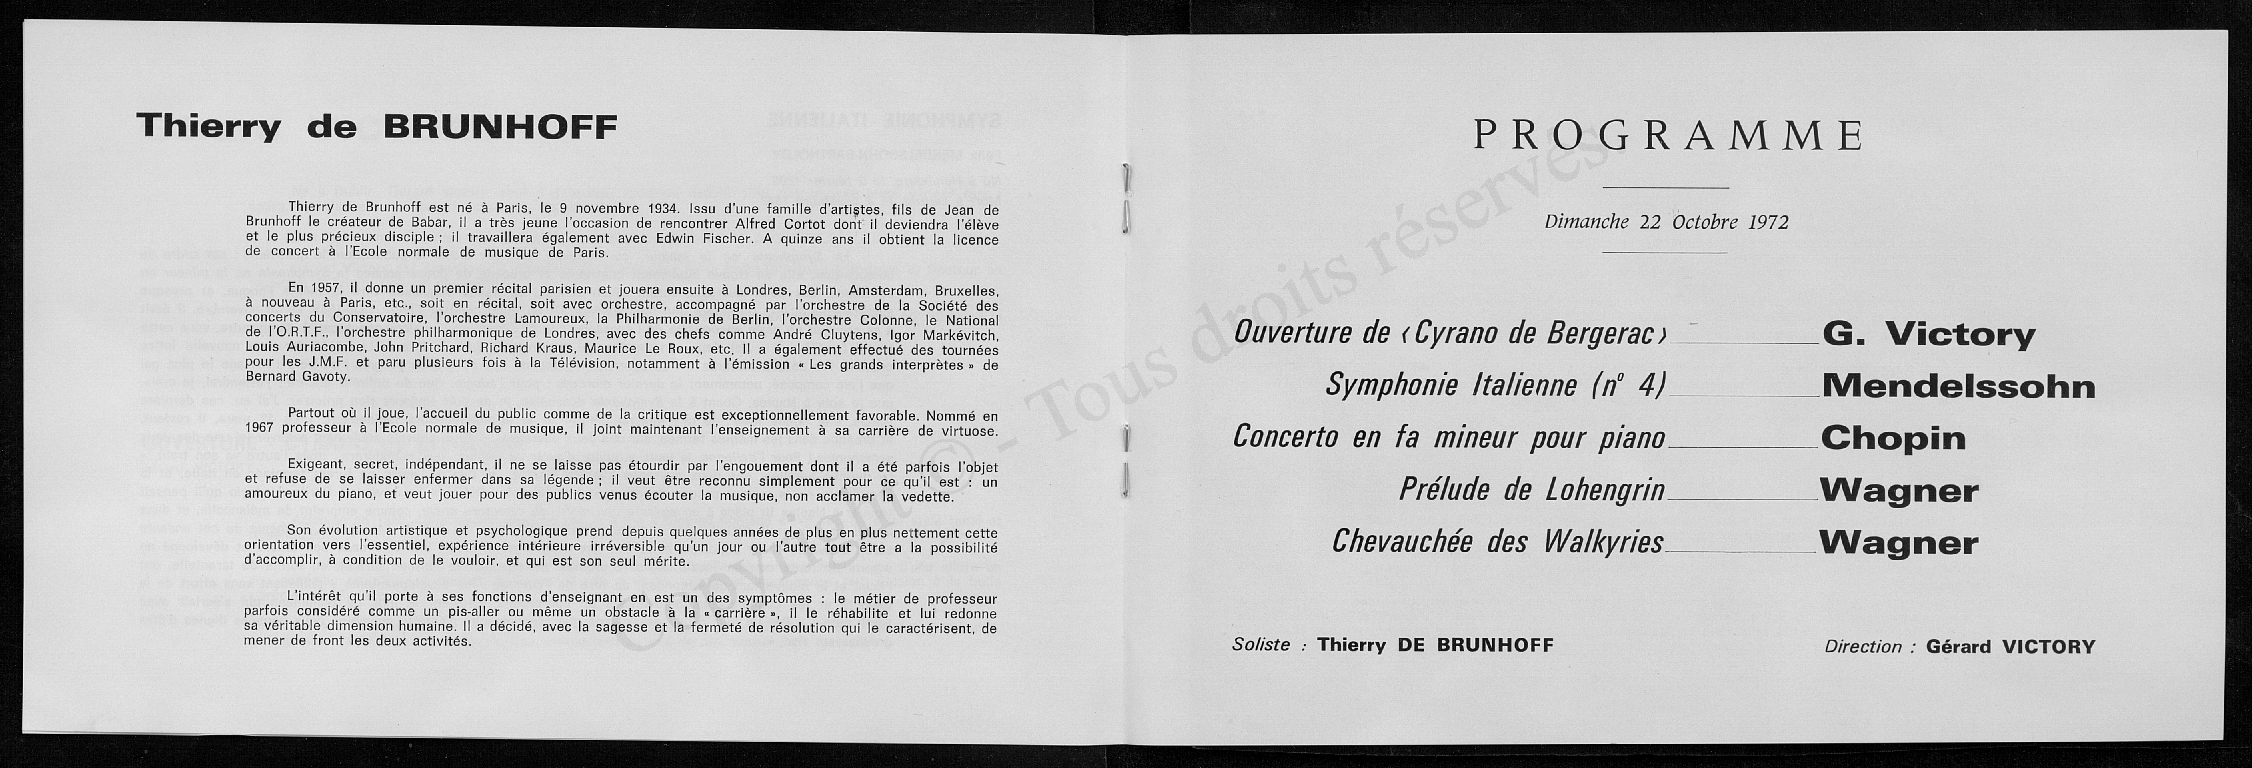 Thierry de BRUNHOFF
Thierry de Brunhoff est né à Paris, le 9 novembre 1934. Issu d'une famille d'artistes, fils de Jean de
Brunhoff le créateur de Babar, il a très jeune l'occasion de rencontrer Alfred Cortot dont il deviendra l'élève
et le plus précieux disciple ; il travaillera également avec Edwin Fischer. A quinze ans il obtient la licence
de concert à l'Ecole normale de musique de Paris.
En 1957, il donne un premier récital parisien et jouera ensuite à Londres, Berlin, Amsterdam, Bruxelles,
à nouveau à Paris, etc., soit en récital, soit avec orchestre, accompagné par l'orchestre de la Société des
concerts du Conservatoire, l'orchestre Lamoureux, la Philharmonie de Berlin, l'orchestre Colonne, le National
de l'O.R.T.F., l'orchestre philharmonique de Londres, avec des chefs comme André Cluytens, Igor Markévitch,
Louis Auriacombe, John Pritchard, Richard Kraus, Maurice Le Roux, etc. Il a également effectué des tournées
pour les J.M.F. et paru plusieurs fois à la Télévision, notamment à l'émission « Les grands interprètes » de
Bernard Gavoty.
Partout où il joue, l'accueil du public comme de la critique est exceptionnellement favorable. Nommé en
1967 professeur à l'Ecole normale de musique, il joint maintenant l'enseignement à sa carrière de virtuose.
Exigeant, secret, indépendant, il ne se laisse pas étourdir par l'engouement dont il a été parfois l'objet
et refuse de se laisser enfermer dans sa légende ; il veut être reconnu simplement pour ce qu'il est : un
amoureux du piano, et veut jouer pour des publics venus écouter la musique, non acclamer la vedette.
Son évolution artistique et psychologique prend depuis quelques années de plus en plus nettement cette
orientation vers l'essentiel, expérience intérieure irréversible qu'un jour ou l'autre tout être a la possibilité
d'accomplir, à condition de le vouloir, et qui est son seul mérite.
L'intérêt qu'il porte à ses fonctions d'enseignant en est un des symptômes : le métier de professeur
parfois considéré comme un pis-aller ou même un obstacle à la « carrière », il le réhabilite et lui redonne
sa véritable dimension humaine. Il a décidé, avec la sagesse et la fermeté de résolution qui le caractérisent, de
mener de front les deux activités.
PROGRAMME
Dimanche 22 Octobre 1972
Ouverture de ‹ Cyrano de Bergerac › G. Victory
Symphonie Italienne (n° 4) Mendelssohn
Concerto en fa mineur pour piano Chopin
Prélude de Lohengrin Wagner
Chevauchée des Walkyries Wagner
Soliste : Thierry DE BRUNHOFF Direction : Gérard VICTORY
Copyright © - Tous droits réservés